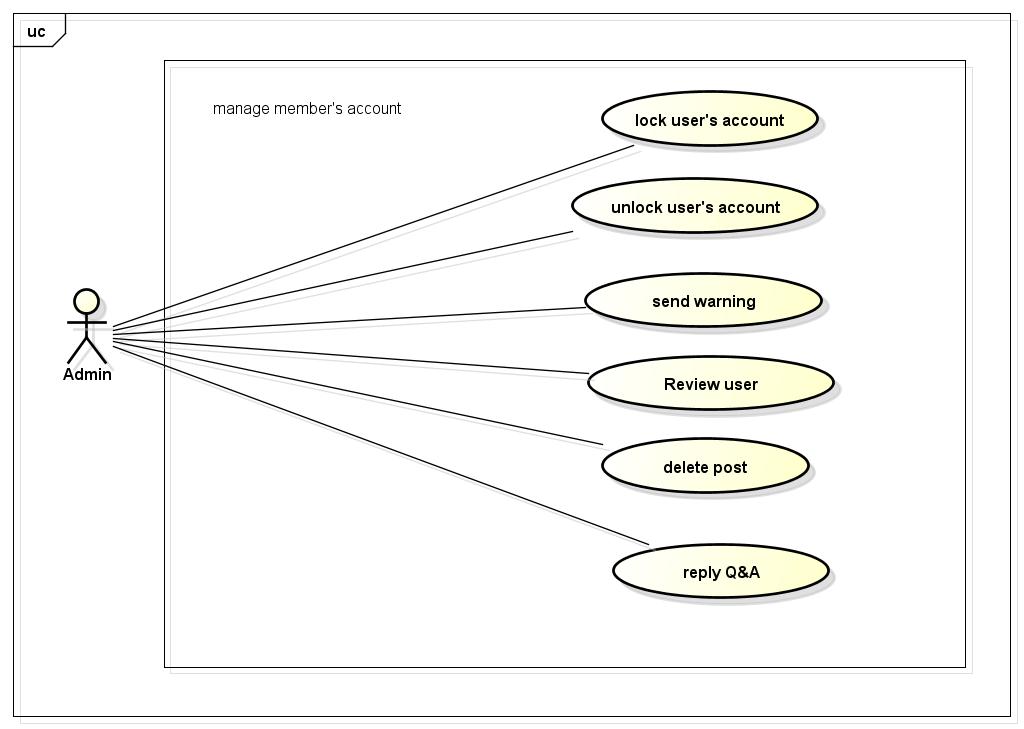 uc
manage member's account
lock user's account
unlock user's account
send warning
Review user
Admin
delete post
reply Q&A